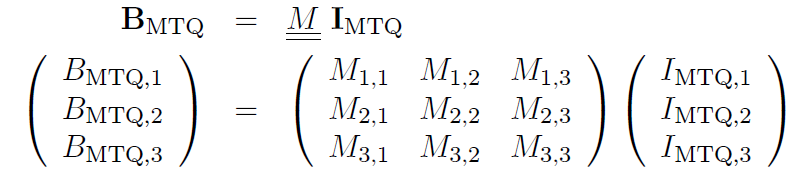 B_MTQ = M I_MTQ
( B_MTQ,1 ) ( M_1,1 M_1,2 M_1,3 ) ( I_MTQ,1 )
( B_MTQ,2 ) = ( M_2,1 M_2,2 M_2,3 ) ( I_MTQ,2 )
( B_MTQ,3 ) ( M_3,1 M_3,2 M_3,3 ) ( I_MTQ,3 )